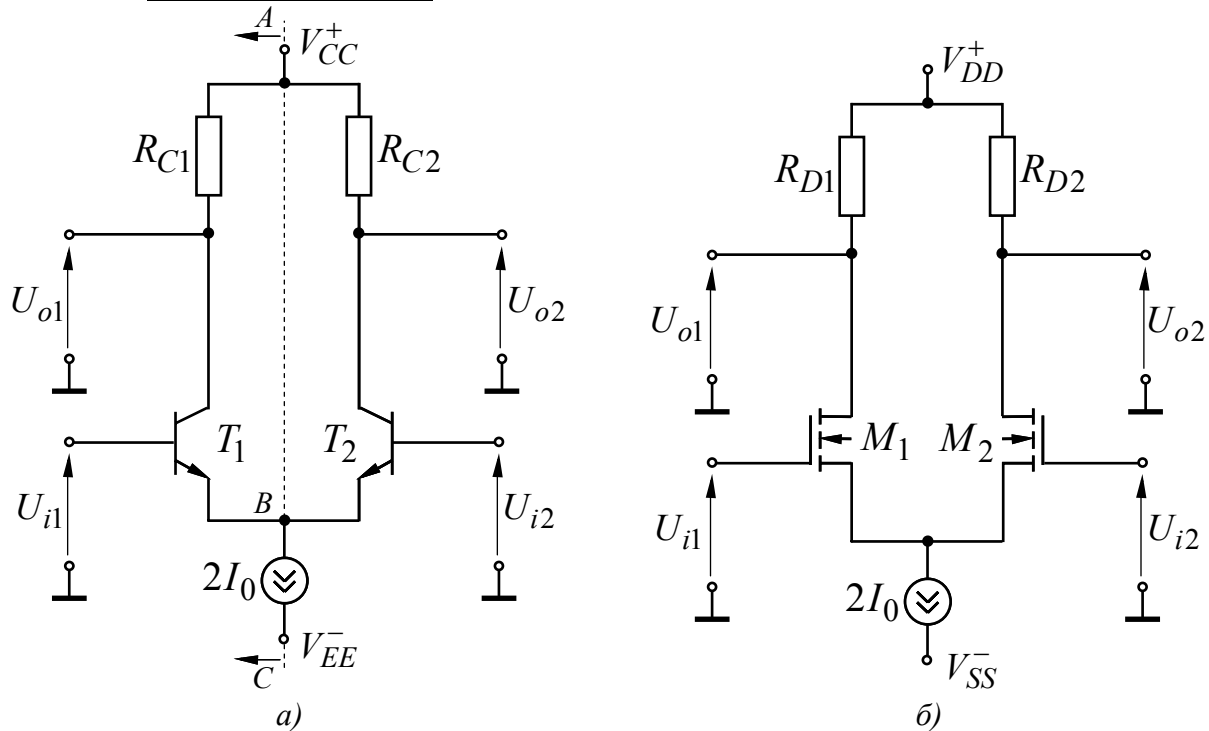 A
V⁺CC
V⁺DD
RC1
RC2
RD1
RD2
Uo1
Uo2
Uo1
Uo2
T1
T2
M1
M2
Ui1
B
Ui2
Ui1
Ui2
2I0
2I0
V⁻EE
C
V⁻SS
а)
б)